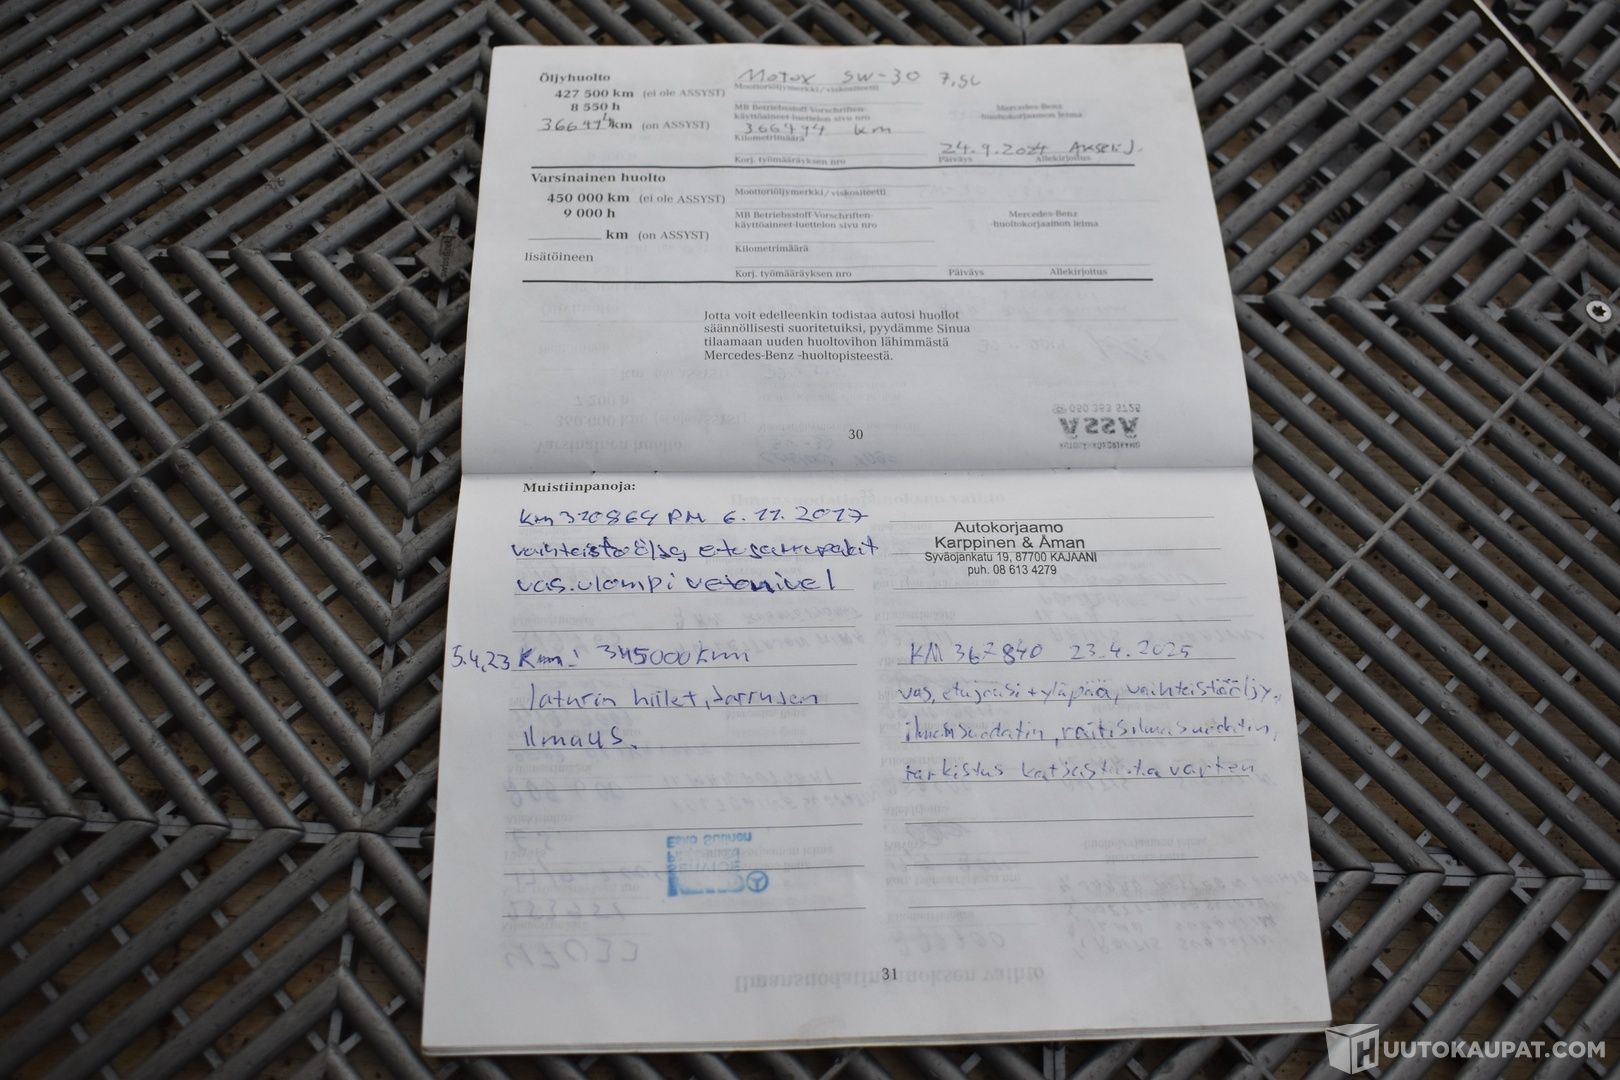 Öljyhuolto
427 500 km (ei ole ASSYST)
8 550 h
km (on ASSYST)
Motox 5W-30 7,5L
Moottoriöljymerkki/viskositeetti
MB Betriebsstoff-Vorschriften-
käyttöaineet-luettelon sivu nro
366494 km
Kilometrimäärä
Korj. työmääräyksen nro
Mercedes-Benz
-huoltokorjaamon leima
24.9.2024 Akseli J.
Päiväys Allekirjoitus
Varsinainen huolto
450 000 km (ei ole ASSYST)
9 000 h
km (on ASSYST)
lisätöineen
Moottoriöljymerkki/viskositeetti
MB Betriebsstoff-Vorschriften-
käyttöaineet-luettelon sivu nro
Kilometrimäärä
Korj. työmääräyksen nro
Mercedes-Benz
-huoltokorjaamon leima
Päiväys Allekirjoitus
Jotta voit edelleenkin todistaa autosi huollot
säännöllisesti suoritetuiksi, pyydämme Sinua
tilaamaan uuden huoltovihon lähimmästä
Mercedes-Benz -huoltopisteestä.
30
Muistiinpanoja:
km 310864 PM 6.11.2017
vaihteistoöljy etujarrupalat
vas. ulompi vetonivel
Autokorjaamo
Karppinen & Åman
Syväojankatu 19, 87700 KAJAANI
puh. 08 613 4279
5.4.23 Km: 345000km
laturin hiilet, jarrujen
ilmaus.
KM 367840 23.4.2025
vas. etujousi + yläpää, vaihteistoöljy,
ilmansuodatin, raitisilmasuodatin,
tarkistus katsastusta varten
31
HUUTOKAUPAT.COM